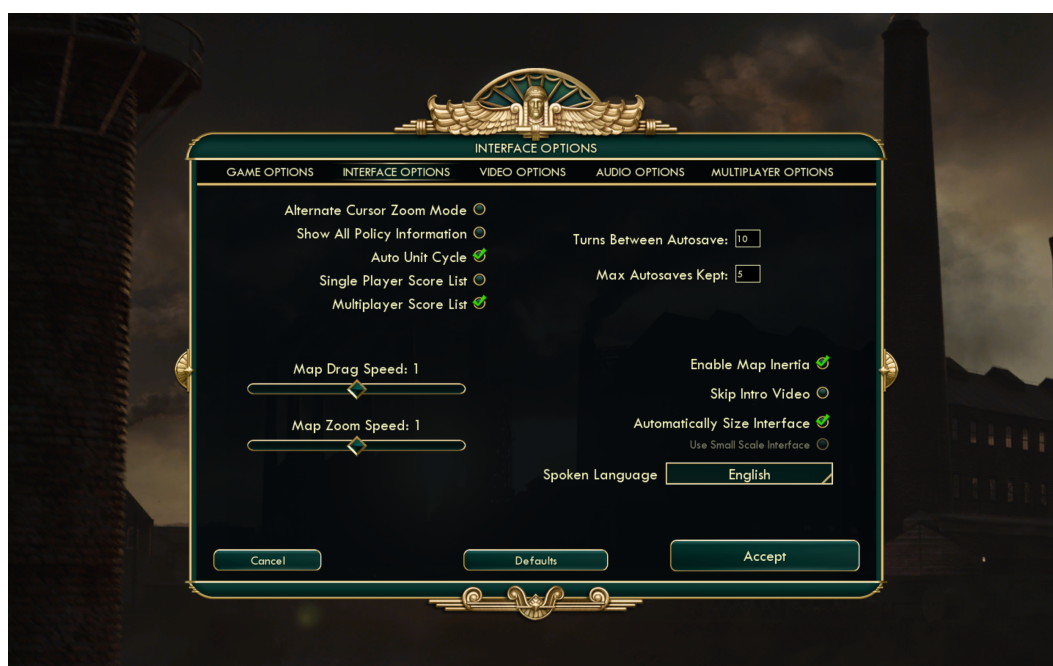 INTERFACE OPTIONS
GAME OPTIONS INTERFACE OPTIONS VIDEO OPTIONS AUDIO OPTIONS MULTIPLAYER OPTIONS
Alternate Cursor Zoom Mode
Show All Policy Information
Auto Unit Cycle
Single Player Score List
Multiplayer Score List
Turns Between Autosave: 10
Max Autosaves Kept: 5
Map Drag Speed: 1
Map Zoom Speed: 1
Enable Map Inertia
Skip Intro Video
Automatically Size Interface
Use Small Scale Interface
Spoken Language English
Cancel Defaults Accept